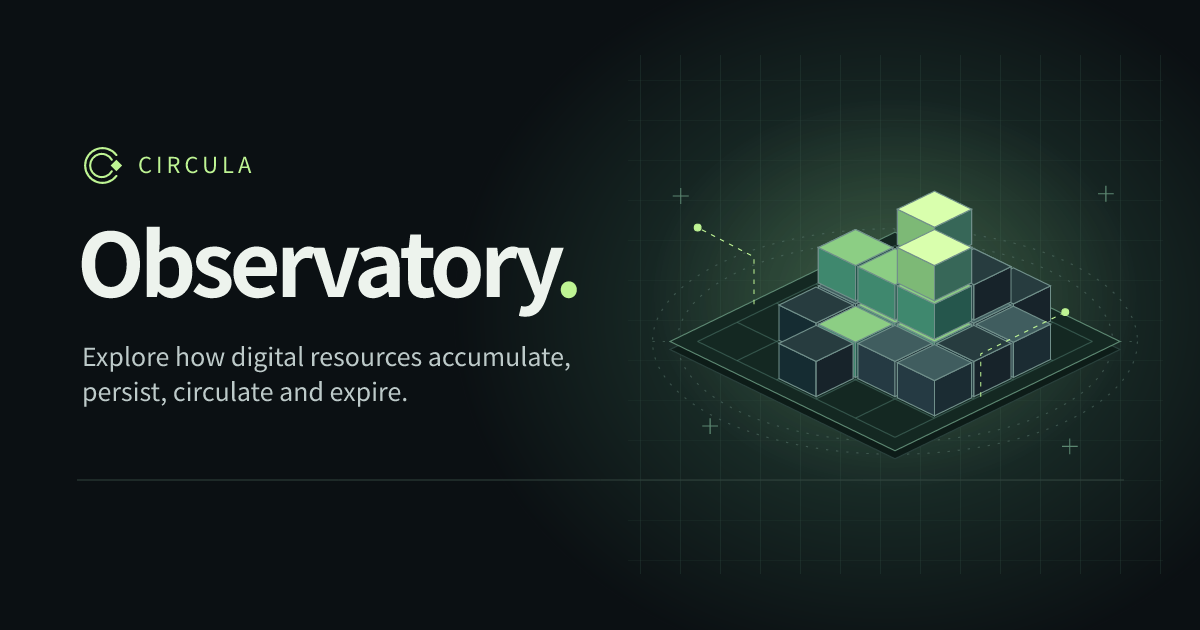 CIRCULA
Observatory.
Explore how digital resources accumulate,
persist, circulate and expire.